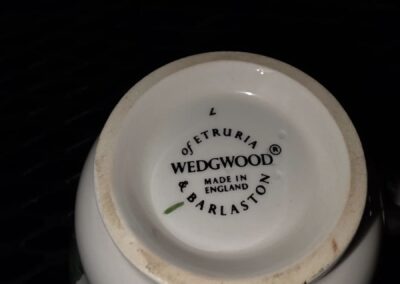 L
of ETRURIA
WEDGWOOD®
MADE IN
ENGLAND
& BARLASTON